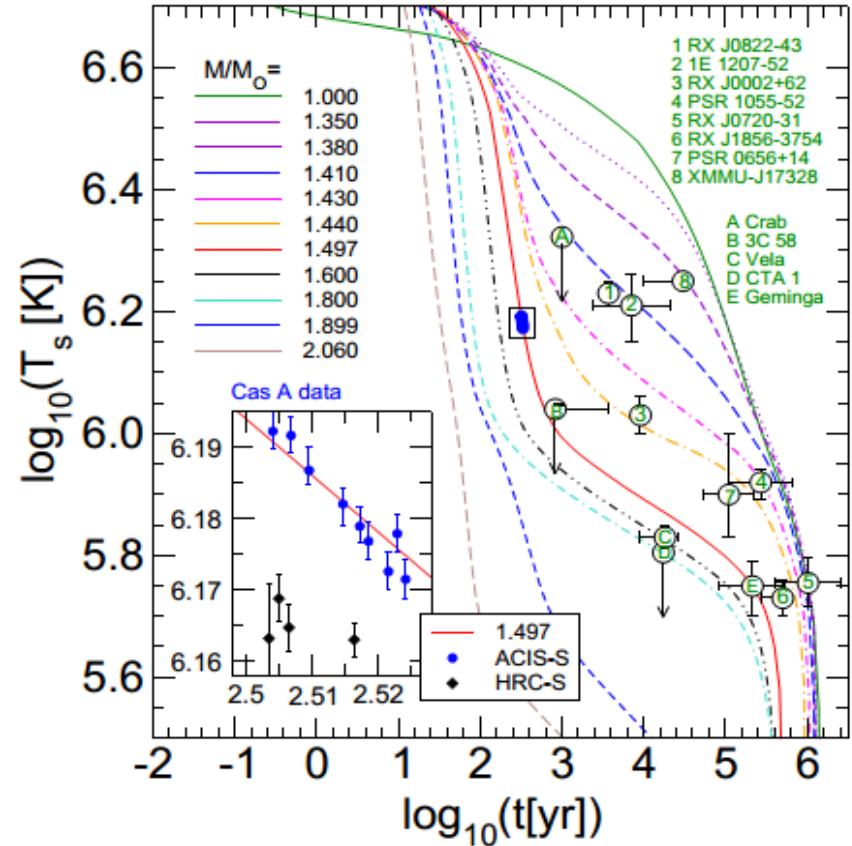 log10(Ts [K])
6.6
6.4
6.2
6.0
5.8
5.6
M/MO=
1.000
1.350
1.380
1.410
1.430
1.440
1.497
1.600
1.800
1.899
2.060
1 RX J0822-43
2 1E 1207-52
3 RX J0002+62
4 PSR 1055-52
5 RX J0720-31
6 RX J1856-3754
7 PSR 0656+14
8 XMMU-J17328
A Crab
B 3C 58
C Vela
D CTA 1
E Geminga
A
8
1
2
B
3
4
7
C
D
E
6
5
Cas A data
6.19
6.18
6.17
6.16
2.5 2.51 2.52
1.497
ACIS-S
HRC-S
-2 -1 0 1 2 3 4 5 6
log10(t[yr])